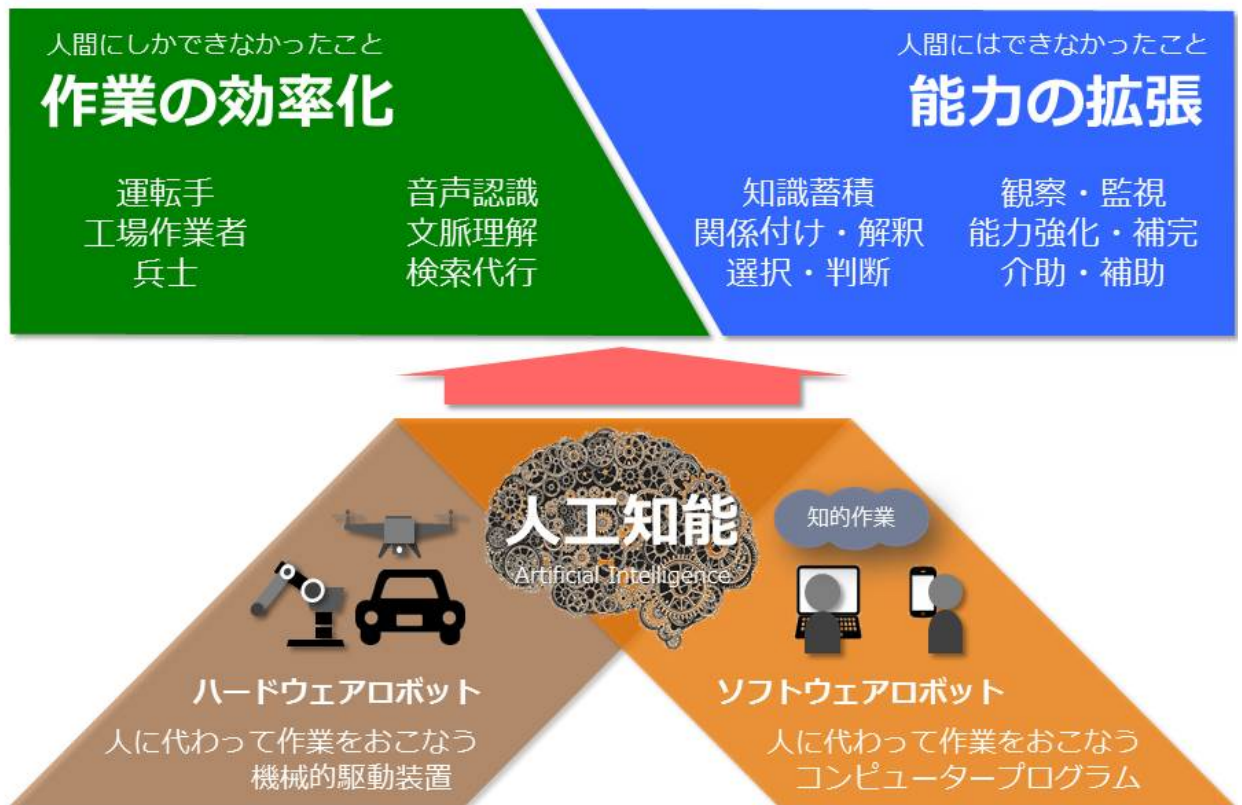 人間にしかできなかったこと
作業の効率化
運転手
工場作業者
兵士
音声認識
文脈理解
検索代行
人間にはできなかったこと
能力の拡張
知識蓄積
関係付け・解釈
選択・判断
観察・監視
能力強化・補完
介助・補助
人工知能
Artificial Intelligence
知的作業
ハードウェアロボット
人に代わって作業をおこなう
機械的駆動装置
ソフトウェアロボット
人に代わって作業をおこなう
コンピュータープログラム